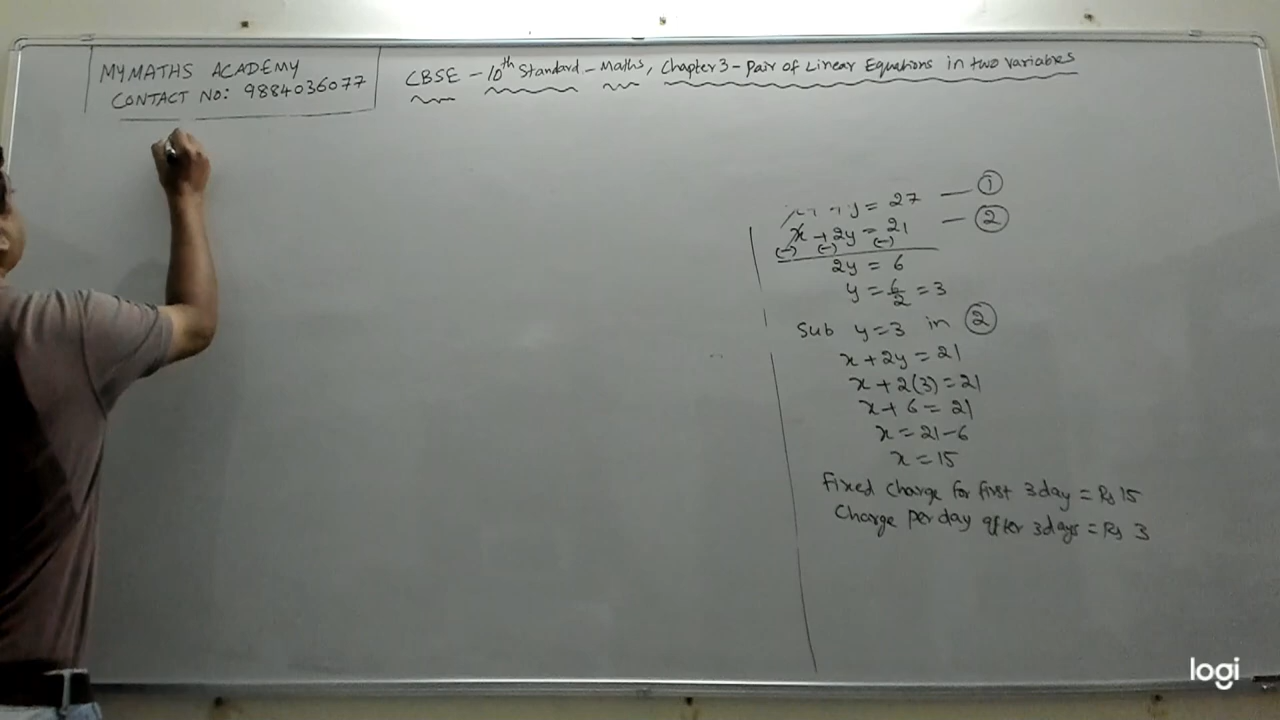 MYMATHS ACADEMY
CONTACT NO: 9884036077
CBSE - 10th Standard - Maths, Chapter 3 - Pair of Linear Equations in two variables
y = 27 — ①
x + 2y = 21 — ②
(-) (-) (-)
2y = 6
y = 6/2 = 3
Sub y = 3 in ②
x + 2y = 21
x + 2(3) = 21
x + 6 = 21
x = 21 - 6
x = 15
Fixed charge for first 3 day = Rs 15
Charge per day after 3 days = Rs 3
logi